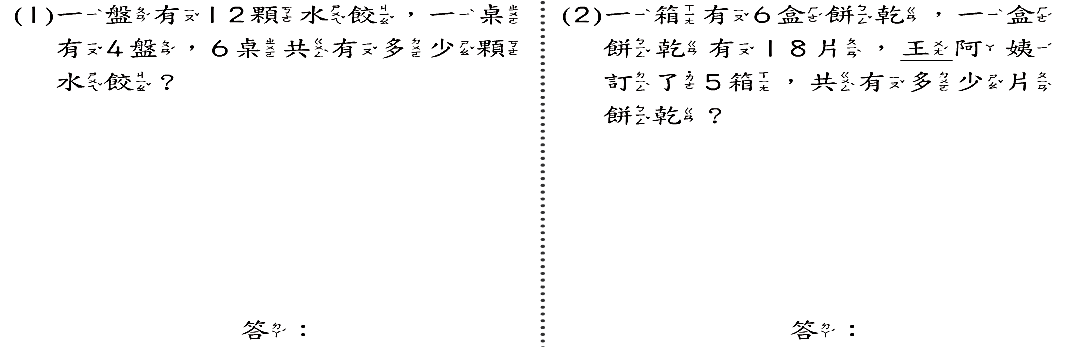 (1)一盤有12顆水餃，一桌
有4盤，6桌共有多少顆
水餃？
答：
(2)一箱有6盒餅乾，一盒
餅乾有18片，王阿姨
訂了5箱，共有多少片
餅乾？
答：